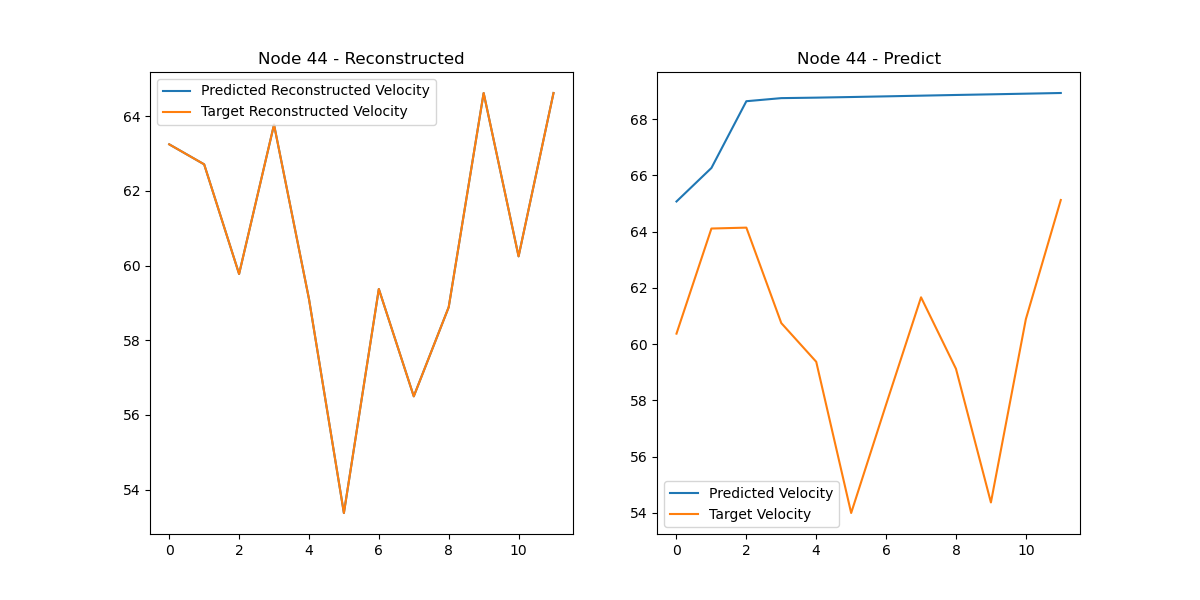 Node 44 - Reconstructed
Predicted Reconstructed Velocity
Target Reconstructed Velocity
64
62
60
58
56
54
0 2 4 6 8 10
Node 44 - Predict
68
66
64
62
60
58
56
54
Predicted Velocity
Target Velocity
0 2 4 6 8 10